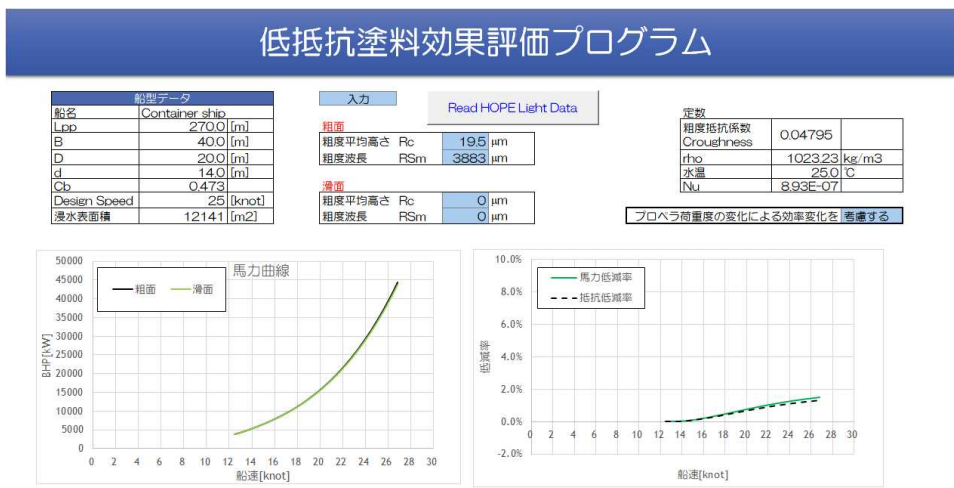 低抵抗塗料効果評価プログラム
船型データ
船名 Container ship
Lpp 270.0 [m]
B 40.0 [m]
D 20.0 [m]
d 14.0 [m]
Cb 0.473
Design Speed 25 [knot]
浸水表面積 12141 [m2]
入力
Read HOPE Light Data
粗面
粗度平均高さ Rc 19.5 μm
粗度波長 RSm 3883 μm
滑面
粗度平均高さ Rc 0 μm
粗度波長 RSm 0 μm
定数
粗度抵抗係数
Croughness 0.04795
rho 1023.23 kg/m3
水温 25.0 ℃
Nu 8.93E-07
プロペラ荷重度の変化による効率変化を 考慮する
馬力曲線
粗面 滑面
BHP[kW]
50000
45000
40000
35000
30000
25000
20000
15000
10000
5000
0
0 2 4 6 8 10 12 14 16 18 20 22 24 26 28 30
船速[knot]
馬力低減率
抵抗低減率
低減率
10.0%
8.0%
6.0%
4.0%
2.0%
0.0%
-2.0%
0 2 4 6 8 10 12 14 16 18 20 22 24 26 28 30
船速[knot]